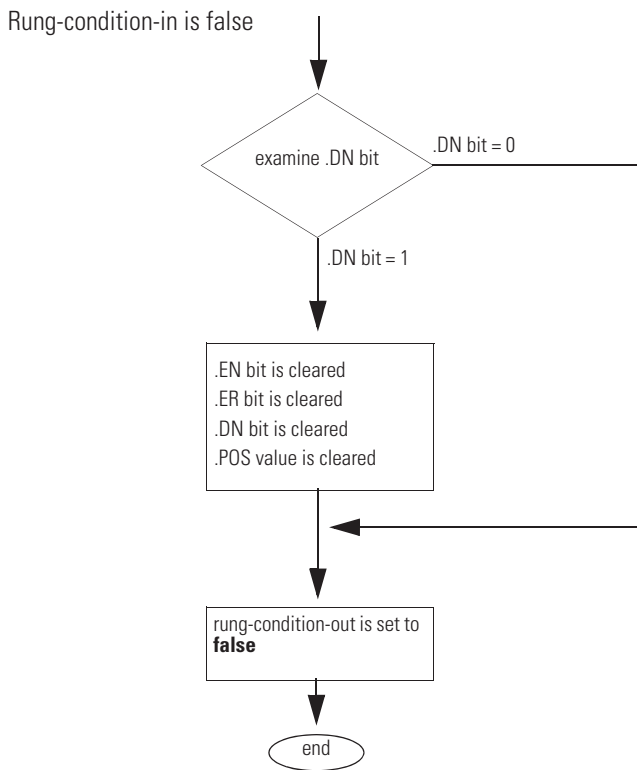 Rung-condition-in is false
examine .DN bit
.DN bit = 0
.DN bit = 1
.EN bit is cleared
.ER bit is cleared
.DN bit is cleared
.POS value is cleared
rung-condition-out is set to
false
end